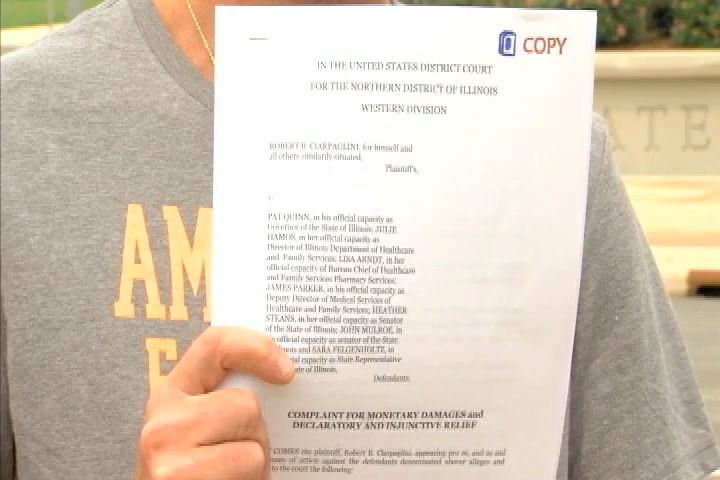 COPY
IN THE UNITED STATES DISTRICT COURT
FOR THE NORTHERN DISTRICT OF ILLINOIS
WESTERN DIVISION
ROBERT B. CIARPAGLINI, for himself and
all others similarly situated,
Plaintiff's,
v.
PAT QUINN, in his official capacity as
Governor of the State of Illinois; JULIE
HAMOS, in her official capacity as
Director of Illinois Department of Healthcare
and Family Services; LISA ARNDT, in her
official capacity of Bureau Chief of Healthcare
and Family Services Pharmacy Services;
JAMES PARKER, in his official capacity as
Deputy Director of Medical Services of
Healthcare and Family Services; HEATHER
STEANS, in her official capacity as Senator
of the State of Illinois; JOHN MULROE, in
official capacity as senator of the State
and SARA FEIGENHOLTZ, in
capacity as State Representative
of Illinois,
Defendants.
COMPLAINT FOR MONETARY DAMAGES and
DECLARATORY AND INJUNCTIVE RELIEF
COMES the plaintiff, Robert B. Ciarpaglini, appearing pro se, and as and
of action against the defendants denominated above alleges and
to the court the following:
AM
ATE